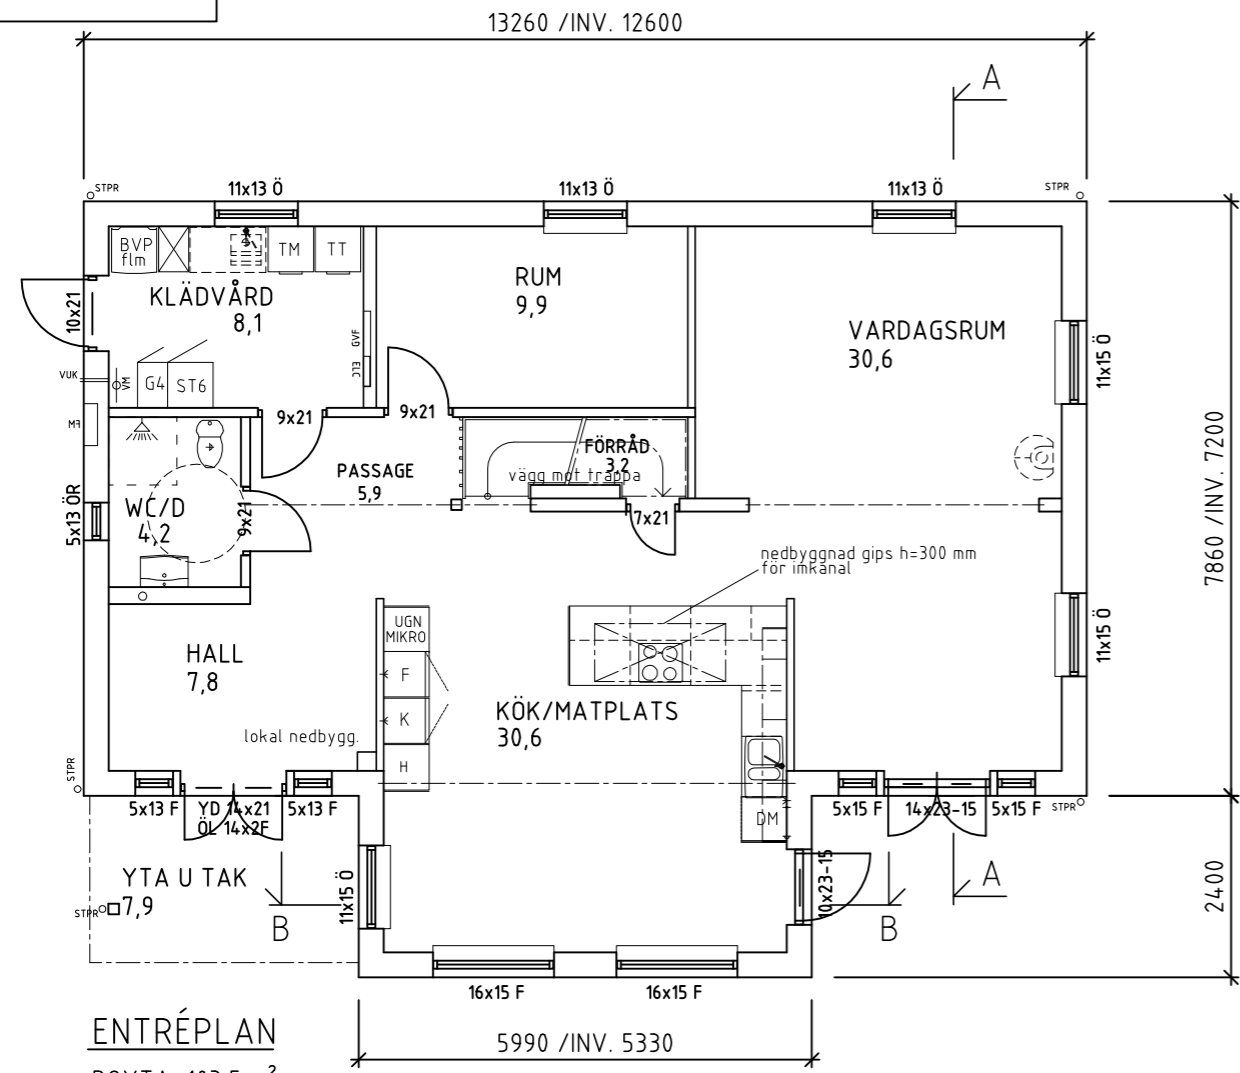 13260 /INV. 12600
A
STPR
11x13 Ö
11x13 Ö
11x13 Ö
STPR
BVP
flm
TM
TT
KLÄDVÅRD
8,1
RUM
9,9
VARDAGSRUM
30,6
10x21
GVF
ELC
11x15 Ö
VUK
VM
G4
ST6
MF
9x21
9x21
FÖRRÅD
3,2
vägg mot trappa
PASSAGE
5,9
7860 /INV. 7200
5x13 ÖR
WC/D
4,2
9x21
7x21
nedbyggnad gips h=300 mm
för imkanal
11x15 Ö
UGN
MIKRO
HALL
7,8
F
K
KÖK/MATPLATS
30,6
lokal nedbygg.
H
STPR
5x13 F
YD 14x21
ÖL 14x2F
5x13 F
DM
5x15 F
14x23-15
5x15 F
STPR
YTA U TAK
7,9
STPR
11x15 Ö
10x23-15
A
2400
B
B
16x15 F
16x15 F
ENTRÉPLAN
5990 /INV. 5330